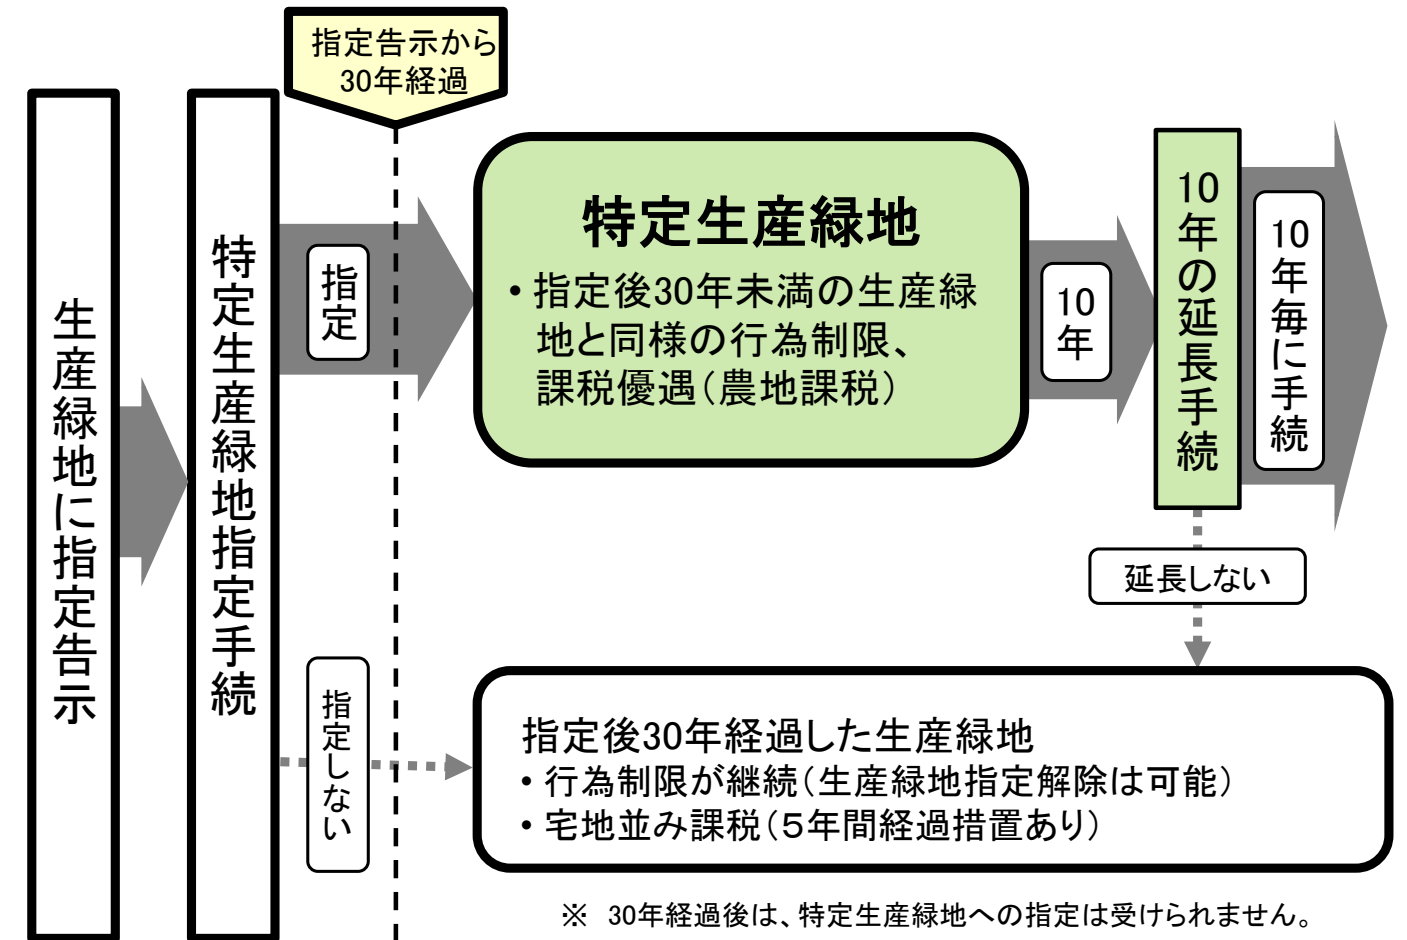 指定告示から
30年経過
生産緑地に指定告示
特定生産緑地指定手続
指定
特定生産緑地
・指定後30年未満の生産緑
地と同様の行為制限、
課税優遇（農地課税）
10年
10年の延長手続
10年毎に手続
延長しない
指定しない
指定後30年経過した生産緑地
・行為制限が継続（生産緑地指定解除は可能）
・宅地並み課税（５年間経過措置あり）
※ 30年経過後は、特定生産緑地への指定は受けられません。